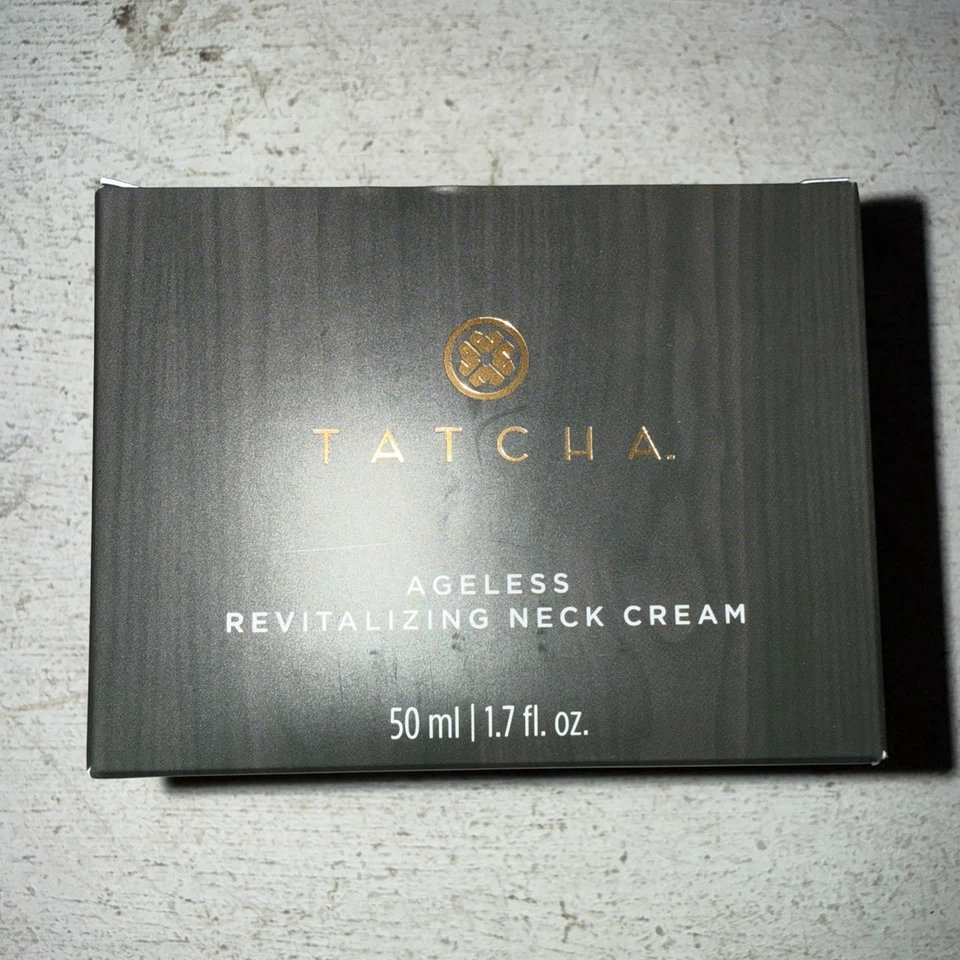 TATCHA
AGELESS
REVITALIZING NECK CREAM
50 ml | 1.7 fl. oz.